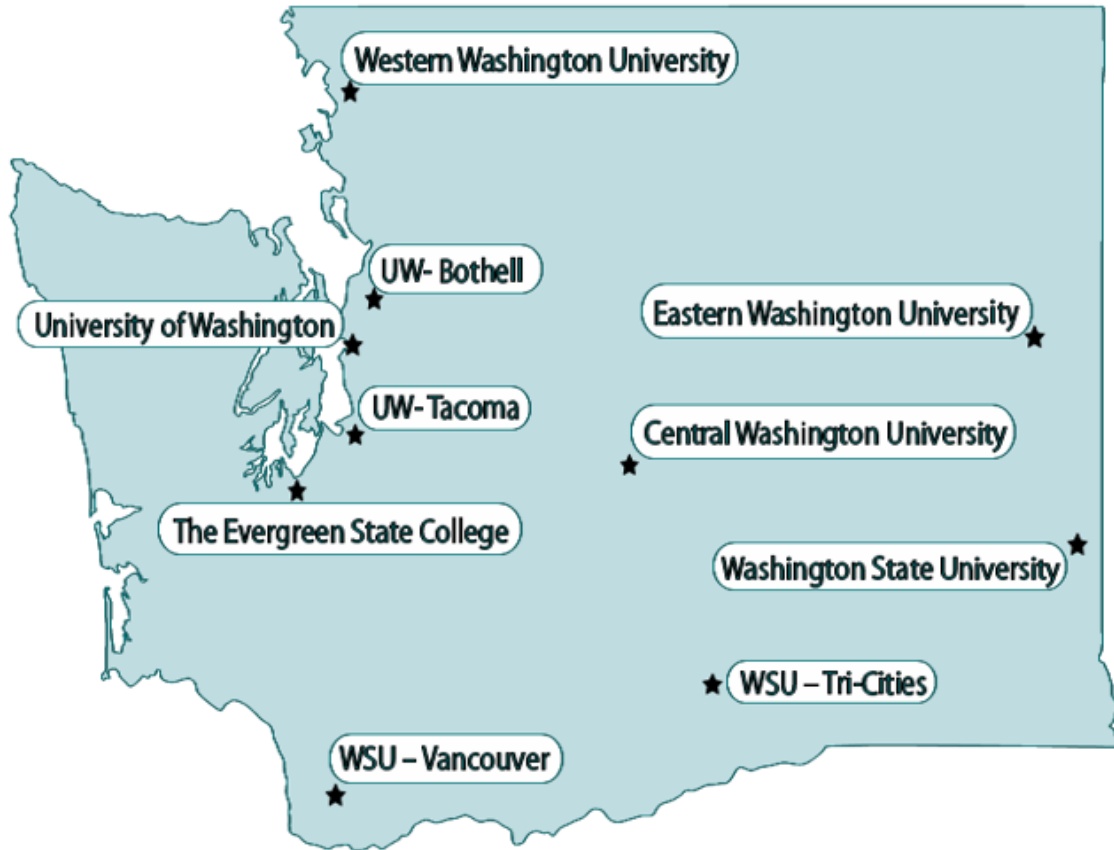 Western Washington University
UW- Bothell
University of Washington
Eastern Washington University
UW- Tacoma
Central Washington University
The Evergreen State College
Washington State University
WSU – Tri-Cities
WSU – Vancouver